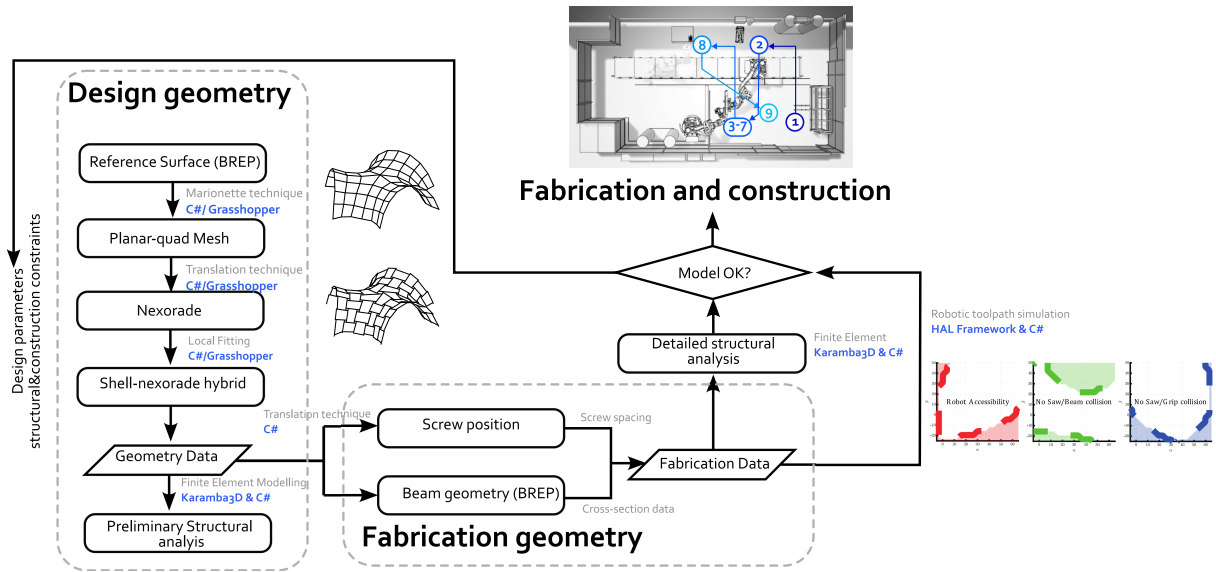 Design geometry
Reference Surface (BREP)
Marionette technique
C#/ Grasshopper
Planar-quad Mesh
Translation technique
C#/Grasshopper
Nexorade
Local Fitting
C#/Grasshopper
Shell-nexorade hybrid
Translation technique
C#
Geometry Data
Finite Element Modelling
Karamba3D & C#
Preliminary Structural
analyis
Design parameters
structural&construction constraints
Screw position
Screw spacing
Beam geometry (BREP)
Cross-section data
Fabrication Data
Fabrication geometry
Detailed structural
analysis
Finite Element
Karamba3D & C#
Model OK?
Fabrication and construction
8
2
9
3-7
1
Robotic toolpath simulation
HAL Framework & C#
Robot Accessibility
No Saw/Beam collision
No Saw/Grip collision